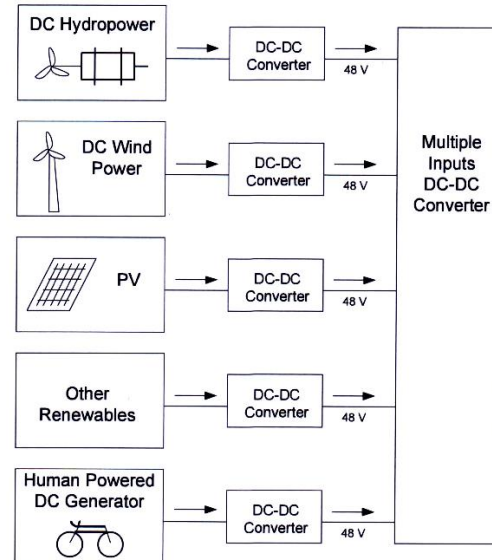 DC Hydropower
DC-DC
Converter
48 V
DC Wind
Power
DC-DC
Converter
48 V
Multiple
Inputs
DC-DC
Converter
PV
DC-DC
Converter
48 V
Other
Renewables
DC-DC
Converter
48 V
Human Powered
DC Generator
DC-DC
Converter
48 V